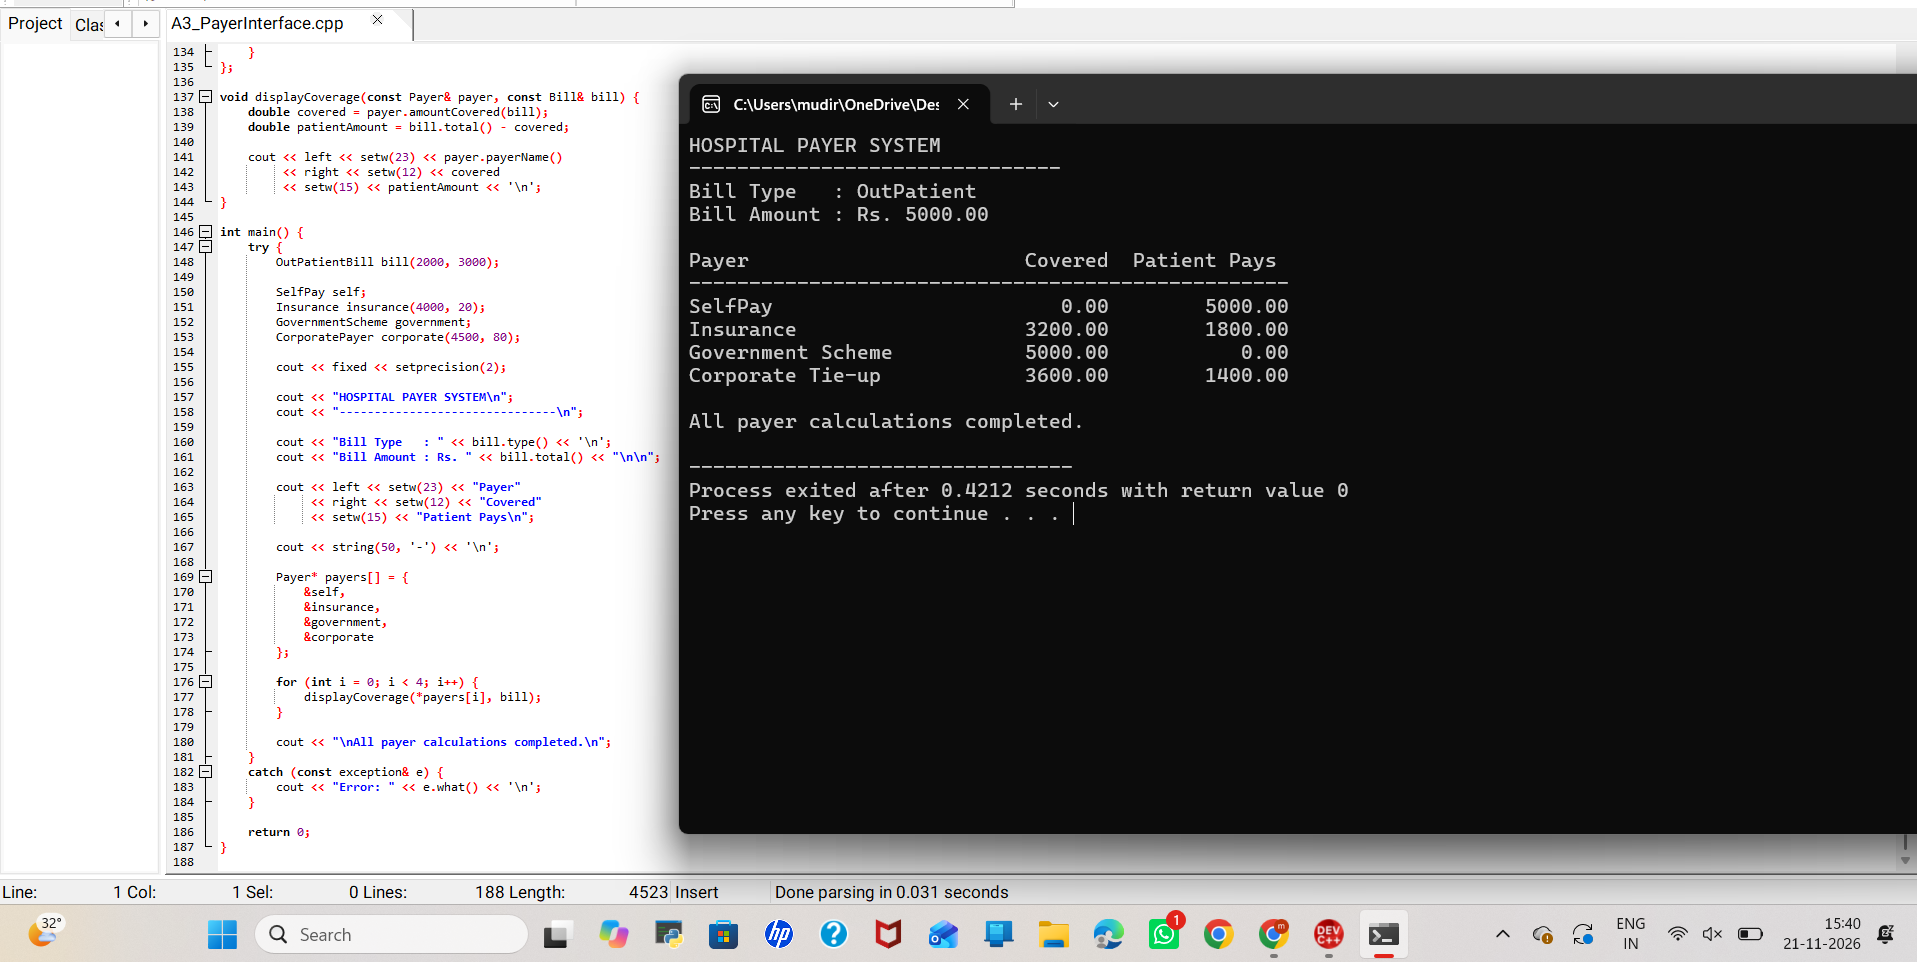 Project
Clas
A3_PayerInterface.cpp
134 }
135 };
136
137 void displayCoverage(const Payer& payer, const Bill& bill) {
138 double covered = payer.amountCovered(bill);
139 double patientAmount = bill.total() - covered;
140
141 cout << left << setw(23) << payer.payerName()
142 << right << setw(12) << covered
143 << setw(15) << patientAmount << '\n';
144 }
145
146 int main() {
147 try {
148 OutPatientBill bill(2000, 3000);
149
150 SelfPay self;
151 Insurance insurance(4000, 20);
152 GovernmentScheme government;
153 CorporatePayer corporate(4500, 80);
154
155 cout << fixed << setprecision(2);
156
157 cout << "HOSPITAL PAYER SYSTEM\n";
158 cout << "-------------------------------\n";
159
160 cout << "Bill Type   : " << bill.type() << '\n';
161 cout << "Bill Amount : Rs. " << bill.total() << "\n\n";
162
163 cout << left << setw(23) << "Payer"
164 << right << setw(12) << "Covered"
165 << setw(15) << "Patient Pays\n";
166
167 cout << string(50, '-') << '\n';
168
169 Payer* payers[] = {
170 &self,
171 &insurance,
172 &government,
173 &corporate
174 };
175
176 for (int i = 0; i < 4; i++) {
177 displayCoverage(*payers[i], bill);
178 }
179
180 cout << "\nAll payer calculations completed.\n";
181 }
182 catch (const exception& e) {
183 cout << "Error: " << e.what() << '\n';
184 }
185
186 return 0;
187 }
188
C:\Users\mudir\OneDrive\Des
HOSPITAL PAYER SYSTEM
-------------------------------
Bill Type   : OutPatient
Bill Amount : Rs. 5000.00
Payer Covered Patient Pays
--------------------------------------------------
SelfPay 0.00 5000.00
Insurance 3200.00 1800.00
Government Scheme 5000.00 0.00
Corporate Tie-up 3600.00 1400.00
All payer calculations completed.
--------------------------------
Process exited after 0.4212 seconds with return value 0
Press any key to continue . . .
Line: 1 Col: 1 Sel: 0 Lines: 188 Length: 4523 Insert Done parsing in 0.031 seconds
32°
Search
hp
DEV C++
m
1
ENG
IN
15:40
21-11-2026